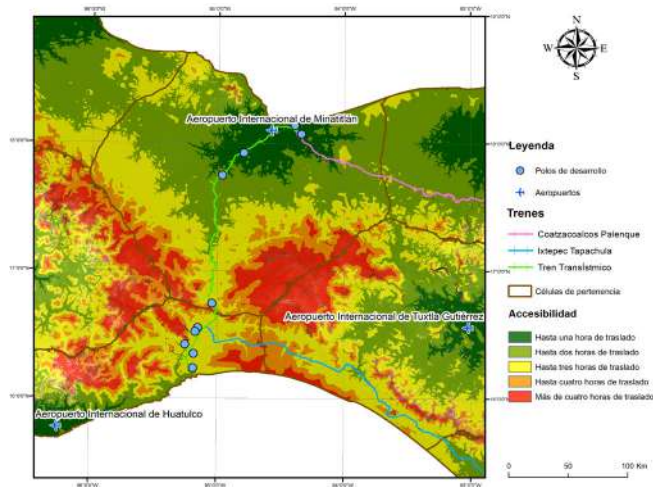 N
W E
S
Aeropuerto Internacional de Minatitlán
Aeropuerto Internacional de Tuxtla Gutiérrez
Aeropuerto Internacional de Huatulco
Leyenda
Polos de desarrollo
Aeropuertos
Trenes
Coatzacoalcos Palenque
Ixtepec Tapachula
Tren TransÍstmico
Células de pertenencia
Accesibilidad
Hasta una hora de traslado
Hasta dos horas de traslado
Hasta tres horas de traslado
Hasta cuatro horas de traslado
Más de cuatro horas de traslado
0 50 100 Km